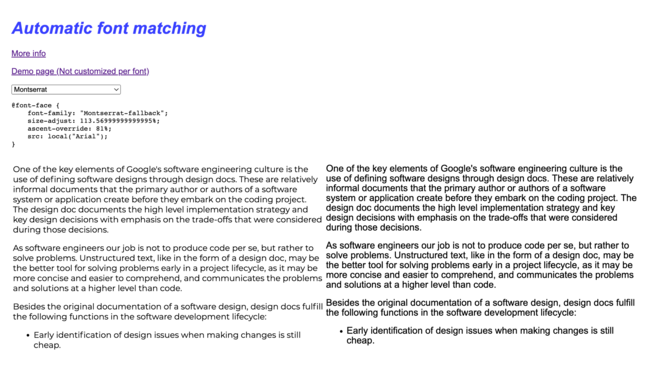 Automatic font matching
More info
Demo page (Not customized per font)
Montserrat
@font-face {
    font-family: "Montserrat-fallback";
    size-adjust: 113.56999999999995%;
    ascent-override: 81%;
    src: local("Arial");
}
One of the key elements of Google's software engineering culture is the
use of defining software designs through design docs. These are relatively
informal documents that the primary author or authors of a software
system or application create before they embark on the coding project.
The design doc documents the high level implementation strategy and
key design decisions with emphasis on the trade-offs that were considered
during those decisions.
As software engineers our job is not to produce code per se, but rather to
solve problems. Unstructured text, like in the form of a design doc, may be
the better tool for solving problems early in a project lifecycle, as it may be
more concise and easier to comprehend, and communicates the problems
and solutions at a higher level than code.
Besides the original documentation of a software design, design docs fulfill
the following functions in the software development lifecycle:
• Early identification of design issues when making changes is still
cheap.
One of the key elements of Google's software engineering culture is the
use of defining software designs through design docs. These are relatively
informal documents that the primary author or authors of a software
system or application create before they embark on the coding project. The
design doc documents the high level implementation strategy and key
design decisions with emphasis on the trade-offs that were considered
during those decisions.
As software engineers our job is not to produce code per se, but rather to
solve problems. Unstructured text, like in the form of a design doc, may be
the better tool for solving problems early in a project lifecycle, as it may be
more concise and easier to comprehend, and communicates the problems
and solutions at a higher level than code.
Besides the original documentation of a software design, design docs fulfill
the following functions in the software development lifecycle:
• Early identification of design issues when making changes is still
cheap.